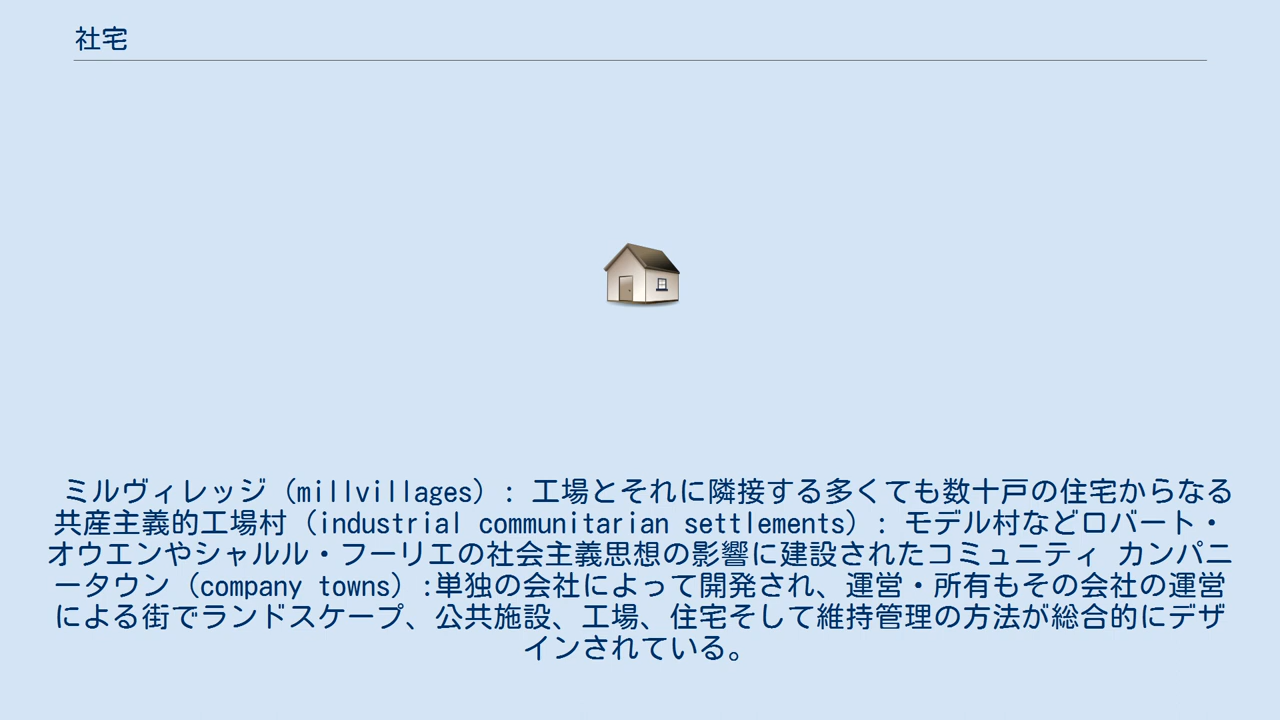 社宅
ミルヴィレッジ（millvillages）: 工場とそれに隣接する多くても数十戸の住宅からなる
共産主義的工場村（industrial communitarian settlements）: モデル村などロバート・
オウエンやシャルル・フーリエの社会主義思想の影響に建設されたコミュニティ カンパニ
ータウン（company towns）:単独の会社によって開発され、運営・所有もその会社の運営
による街でランドスケープ、公共施設、工場、住宅そして維持管理の方法が総合的にデザ
インされている。